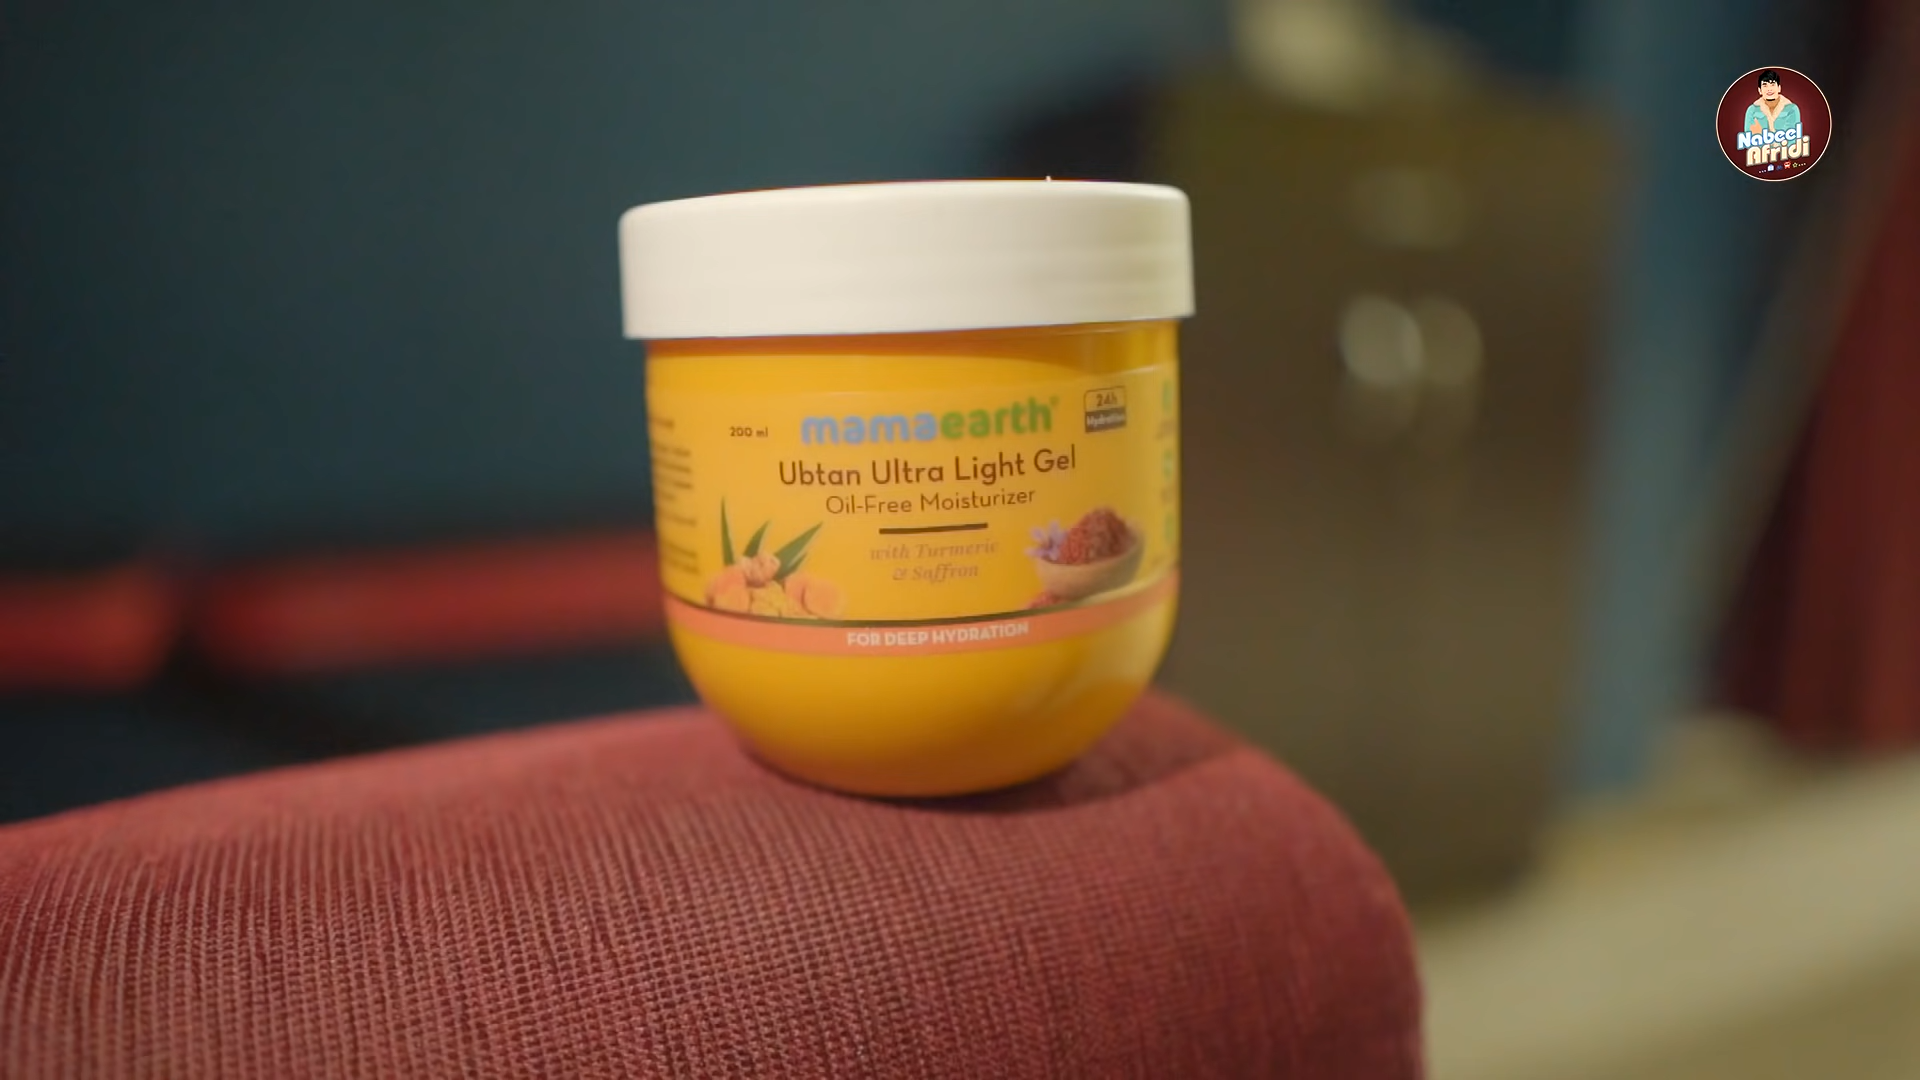 Nabeel
Afridi
200 ml
mamaearth®
24h
Hydration
Ubtan Ultra Light Gel
Oil-Free Moisturizer
with Turmeric
& Saffron
FOR DEEP HYDRATION